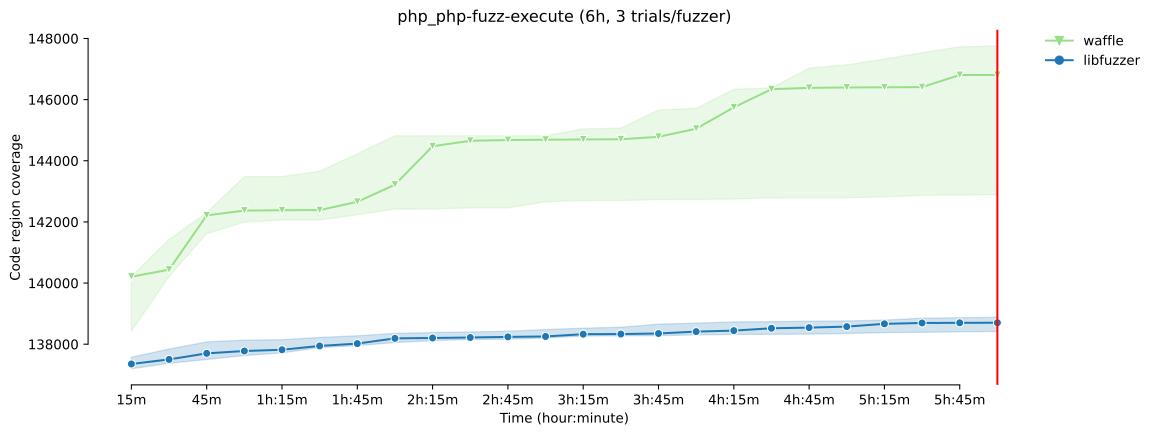 php_php-fuzz-execute (6h, 3 trials/fuzzer)
waffle
libfuzzer
Code region coverage
148000
146000
144000
142000
140000
138000
15m 45m 1h:15m 1h:45m 2h:15m 2h:45m 3h:15m 3h:45m 4h:15m 4h:45m 5h:15m 5h:45m
Time (hour:minute)